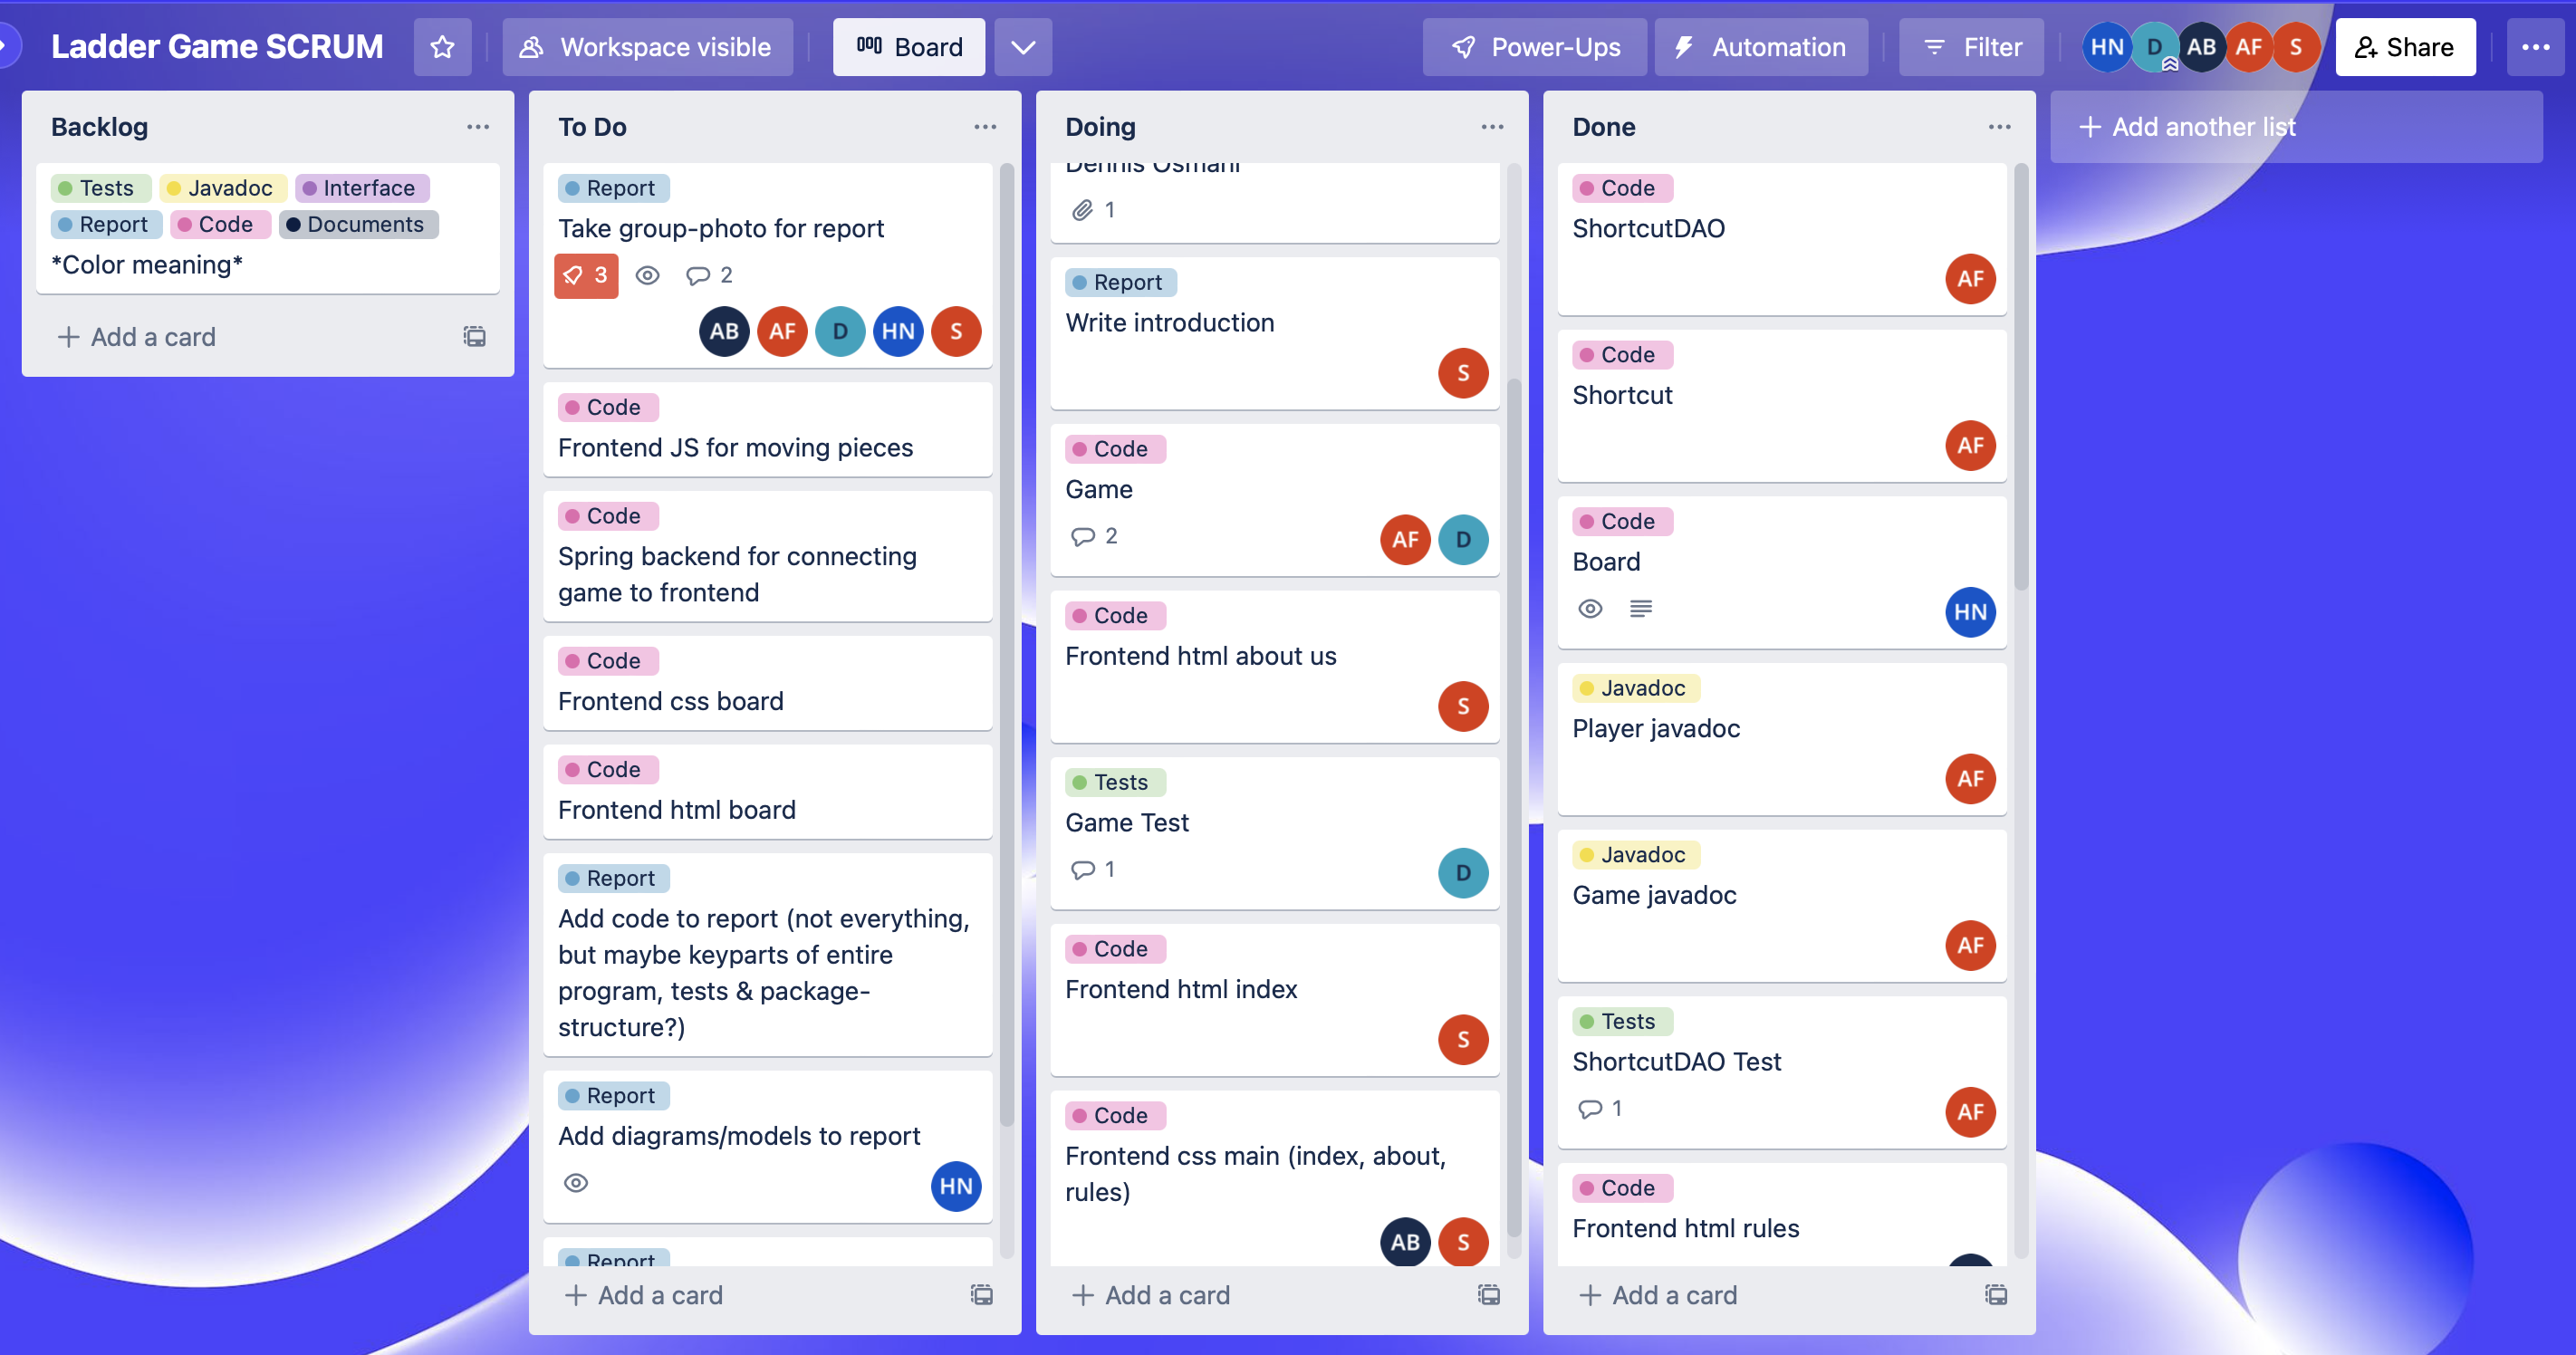 Ladder Game SCRUM
Workspace visible
Board
Power-Ups
Automation
Filter
HN D AB AF S
Share
Backlog
Tests Javadoc Interface
Report Code Documents
*Color meaning*
Add a card
To Do
Report
Take group-photo for report
3 2
AB AF D HN S
Code
Frontend JS for moving pieces
Code
Spring backend for connecting
game to frontend
Code
Frontend css board
Code
Frontend html board
Report
Add code to report (not everything,
but maybe keyparts of entire
program, tests & package-
structure?)
Report
Add diagrams/models to report
HN
Report
Add a card
Doing
Dennis Osmani
1
Report
Write introduction
S
Code
Game
2
AF D
Code
Frontend html about us
S
Tests
Game Test
1
D
Code
Frontend html index
S
Code
Frontend css main (index, about,
rules)
AB S
Add a card
Done
Code
ShortcutDAO
AF
Code
Shortcut
AF
Code
Board
HN
Javadoc
Player javadoc
AF
Javadoc
Game javadoc
AF
Tests
ShortcutDAO Test
1
AF
Code
Frontend html rules
Add a card
Add another list